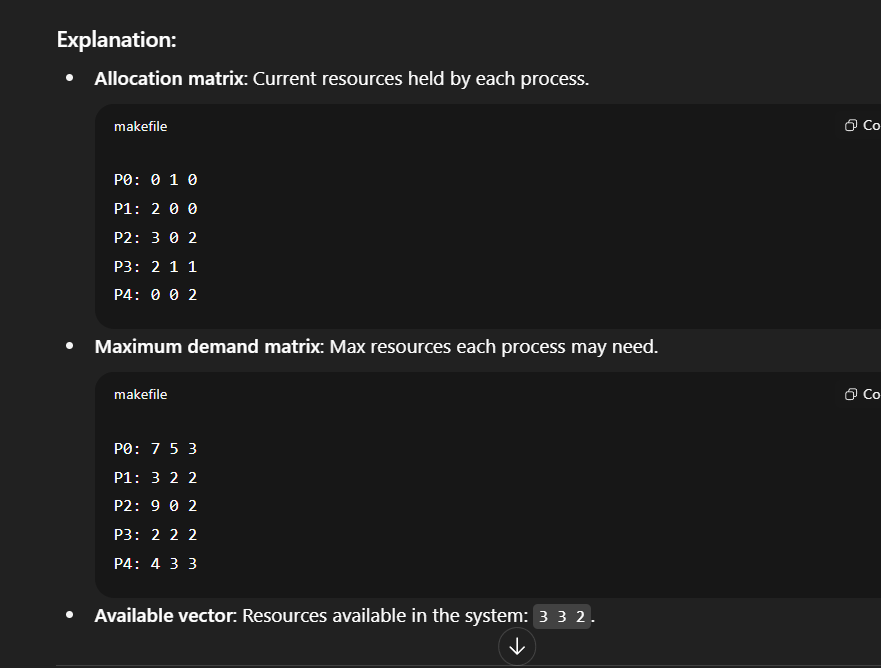 Explanation:
• Allocation matrix: Current resources held by each process.
makefile
Co
P0: 0 1 0
P1: 2 0 0
P2: 3 0 2
P3: 2 1 1
P4: 0 0 2
• Maximum demand matrix: Max resources each process may need.
makefile
Co
P0: 7 5 3
P1: 3 2 2
P2: 9 0 2
P3: 2 2 2
P4: 4 3 3
• Available vector: Resources available in the system: 3 3 2.